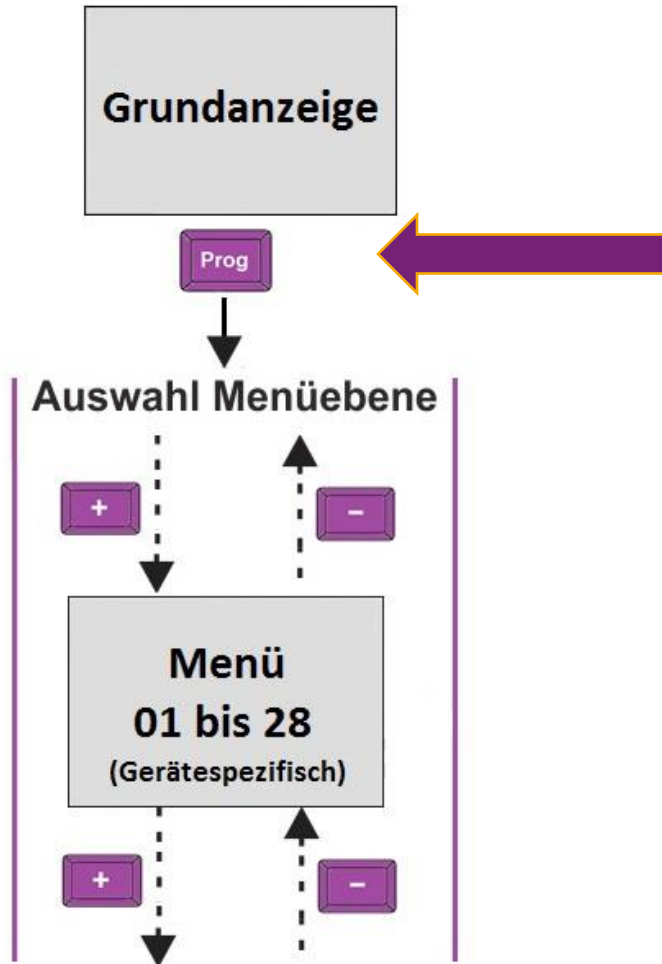 Grundanzeige
Prog
Auswahl Menüebene
+ −
Menü
01 bis 28
(Gerätespezifisch)
+ −